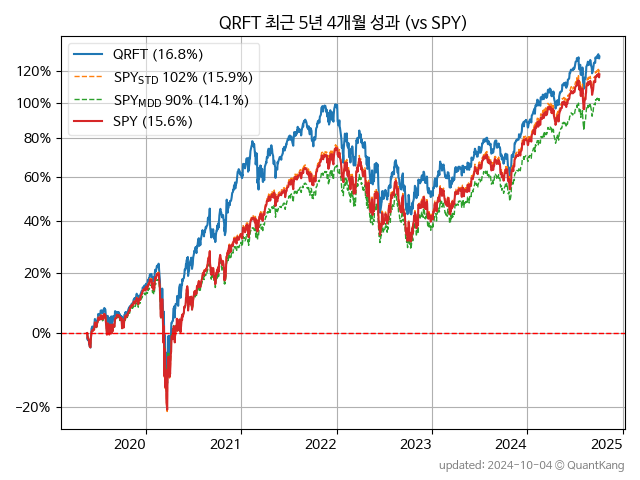 QRFT 최근 5년 4개월 성과 (vs SPY)
QRFT (16.8%)
SPY_STD 102% (15.9%)
SPY_MDD 90% (14.1%)
SPY (15.6%)
120%
100%
80%
60%
40%
20%
0%
−20%
2020 2021 2022 2023 2024 2025
updated: 2024-10-04 © QuantKang